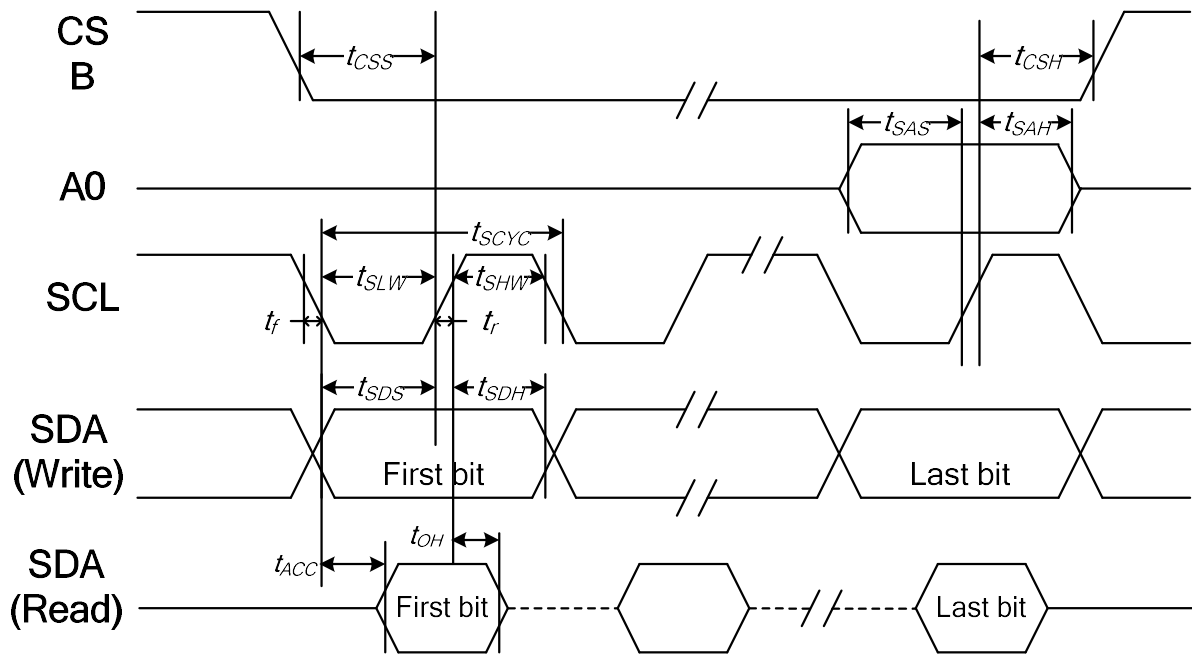 CS
B
tCSS
tCSH
tSAS
tSAH
A0
tSCYC
SCL
tSLW
tSHW
tf
tr
tSDS
tSDH
SDA
(Write)
First bit
Last bit
tOH
SDA
(Read)
tACC
First bit
Last bit